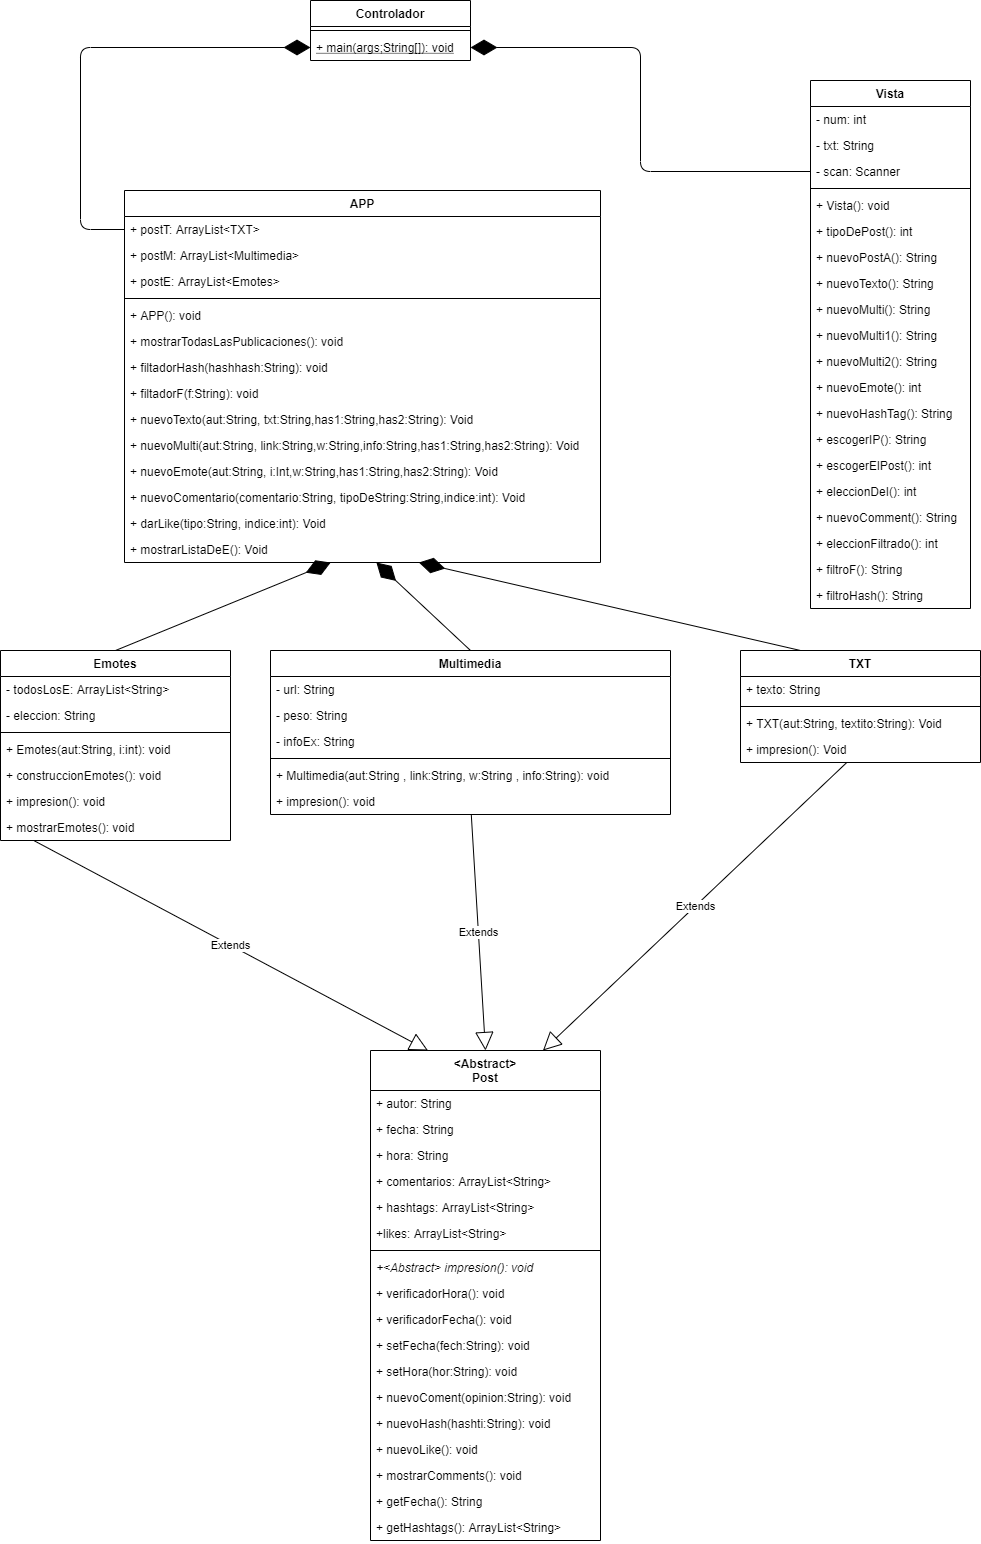 Controlador
+ main(args;String[]): void
Vista
- num: int
- txt: String
- scan: Scanner
+ Vista(): void
+ tipoDePost(): int
+ nuevoPostA(): String
+ nuevoTexto(): String
+ nuevoMulti(): String
+ nuevoMulti1(): String
+ nuevoMulti2(): String
+ nuevoEmote(): int
+ nuevoHashTag(): String
+ escogerIP(): String
+ escogerElPost(): int
+ eleccionDel(): int
+ nuevoComment(): String
+ eleccionFiltrado(): int
+ filtroF(): String
+ filtroHash(): String
APP
+ postT: ArrayList<TXT>
+ postM: ArrayList<Multimedia>
+ postE: ArrayList<Emotes>
+ APP(): void
+ mostrarTodasLasPublicaciones(): void
+ filtadorHash(hashhash:String): void
+ filtadorF(f:String): void
+ nuevoTexto(aut:String, txt:String,has1:String,has2:String): Void
+ nuevoMulti(aut:String, link:String,w:String,info:String,has1:String,has2:String): Void
+ nuevoEmote(aut:String, i:Int,w:String,has1:String,has2:String): Void
+ nuevoComentario(comentario:String, tipoDeString:String,indice:int): Void
+ darLike(tipo:String, indice:int): Void
+ mostrarListaDeE(): Void
Emotes
- todosLosE: ArrayList<String>
- eleccion: String
+ Emotes(aut:String, i:int): void
+ construccionEmotes(): void
+ impresion(): void
+ mostrarEmotes(): void
Multimedia
- url: String
- peso: String
- infoEx: String
+ Multimedia(aut:String , link:String, w:String , info:String): void
+ impresion(): void
TXT
+ texto: String
+ TXT(aut:String, textito:String): Void
+ impresion(): Void
Extends
Extends
Extends
<Abstract>
Post
+ autor: String
+ fecha: String
+ hora: String
+ comentarios: ArrayList<String>
+ hashtags: ArrayList<String>
+likes: ArrayList<String>
+<Abstract> impresion(): void
+ verificadorHora(): void
+ verificadorFecha(): void
+ setFecha(fech:String): void
+ setHora(hor:String): void
+ nuevoComent(opinion:String): void
+ nuevoHash(hashti:String): void
+ nuevoLike(): void
+ mostrarComments(): void
+ getFecha(): String
+ getHashtags(): ArrayList<String>